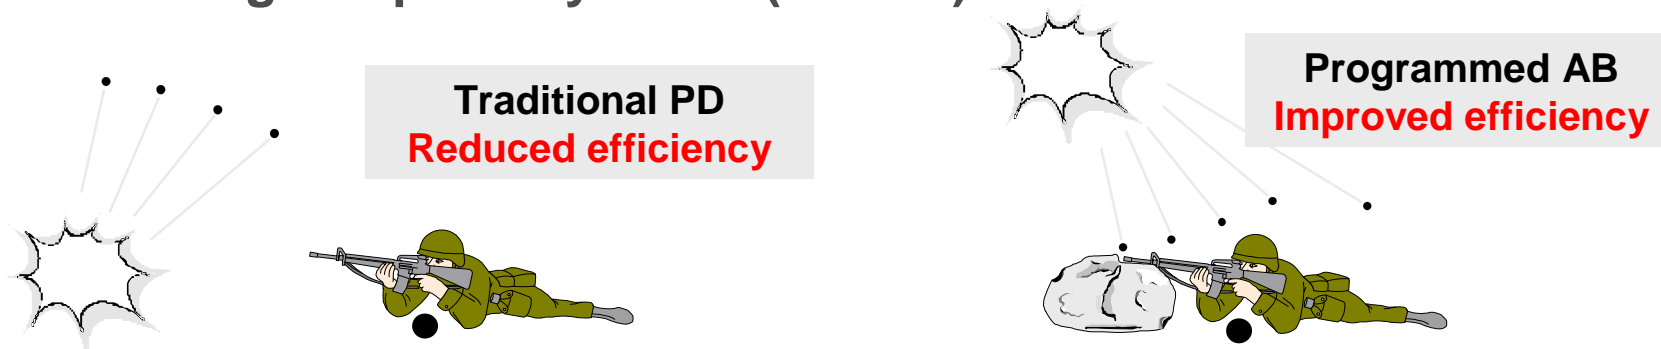 Traditional PD
Reduced efficiency
Programmed AB
Improved efficiency